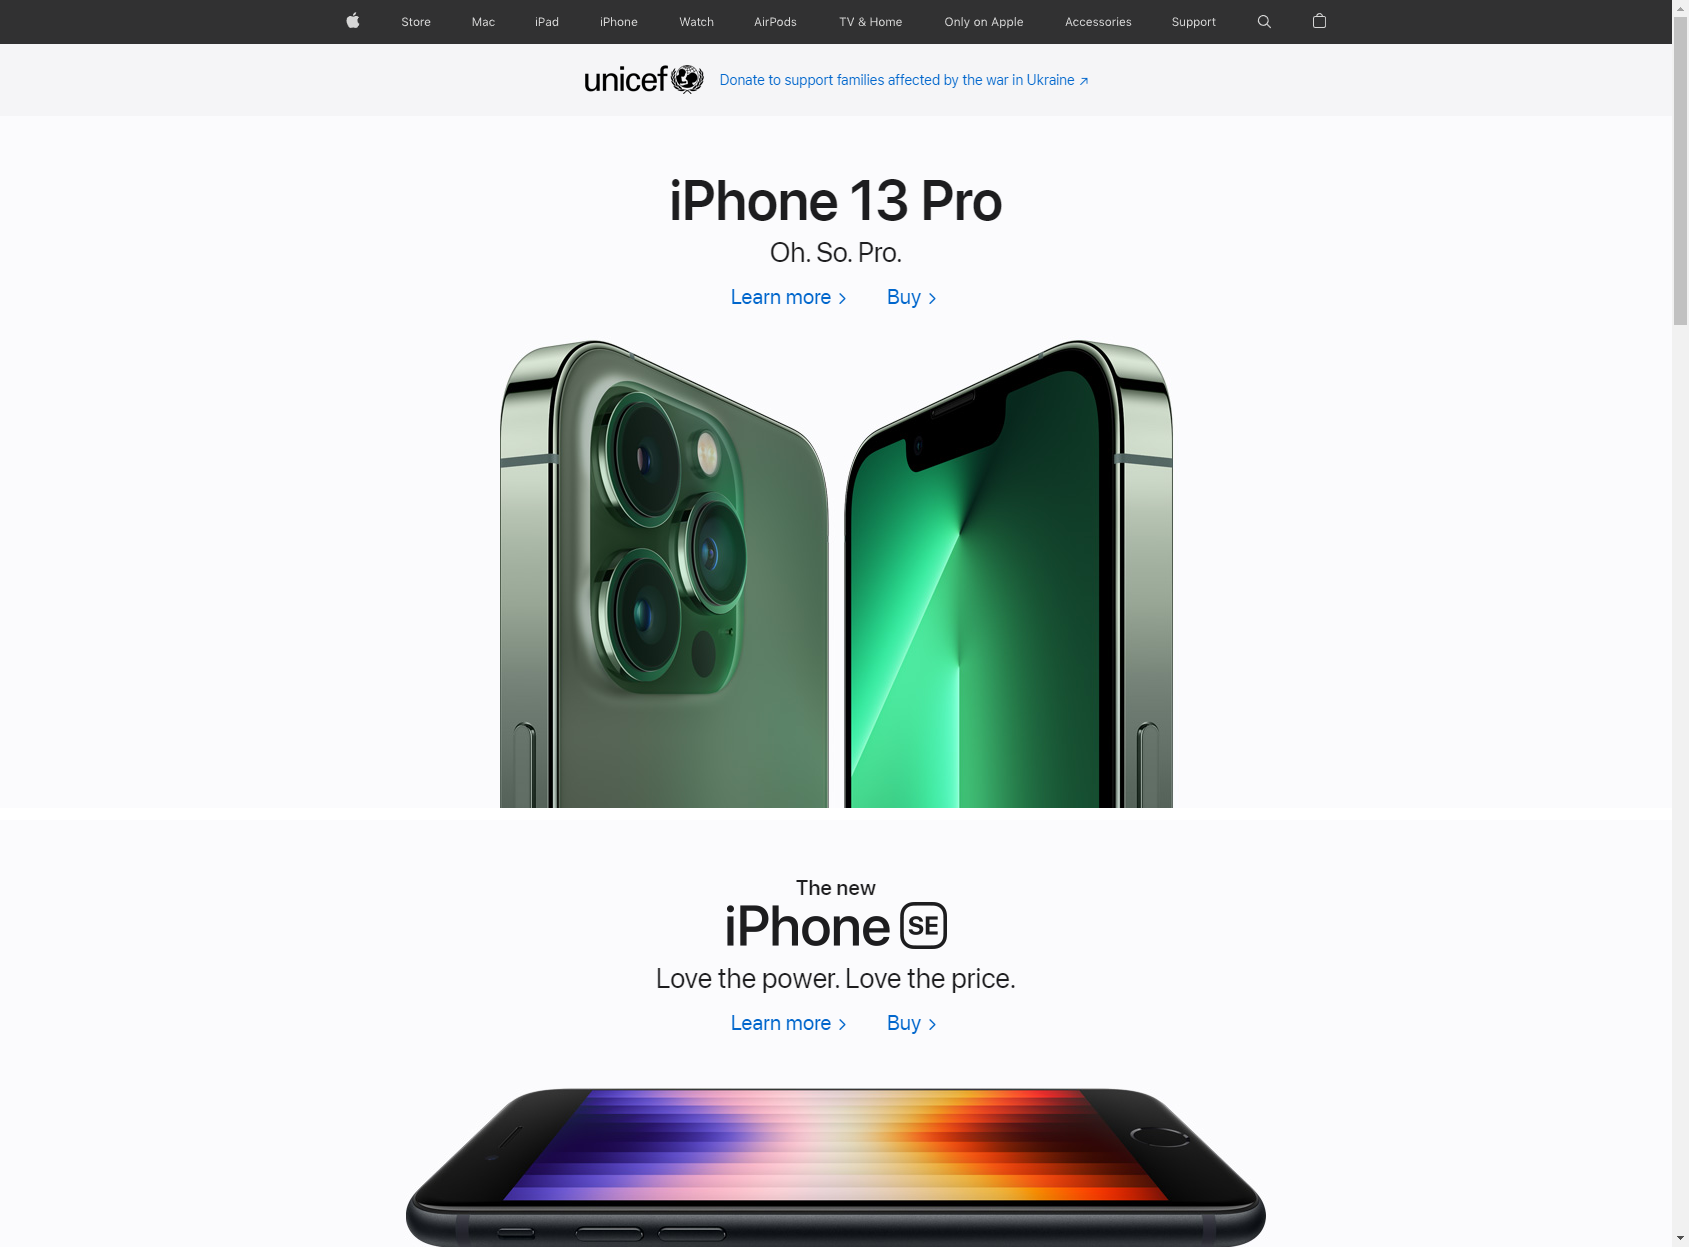 Store Mac iPad iPhone Watch AirPods TV & Home Only on Apple Accessories Support
unicef Donate to support families affected by the war in Ukraine ↗
iPhone 13 Pro
Oh. So. Pro.
Learn more > Buy >
The new
iPhone SE
Love the power. Love the price.
Learn more > Buy >